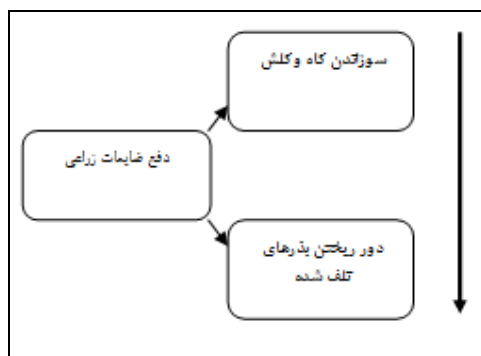 سوزاندن کاه وکلش
دفع ضایعات زراعی
دور ریختن بذرهای
تلف شده